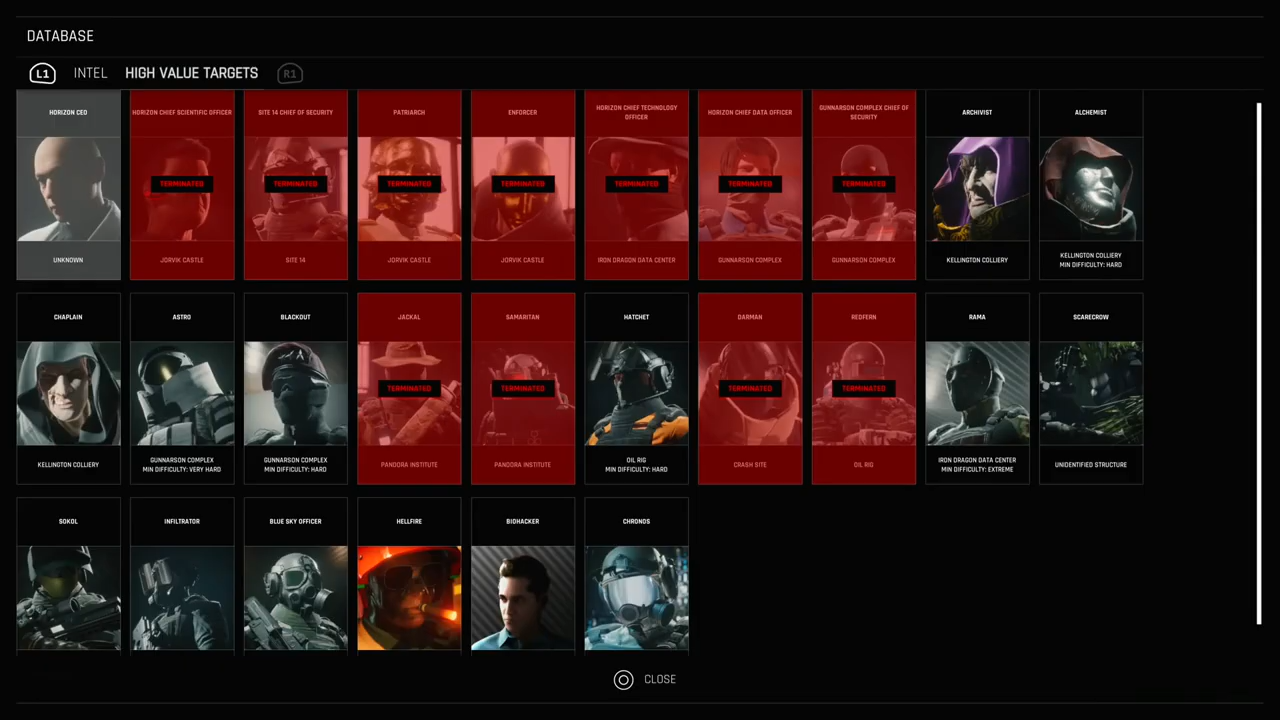 DATABASE
L1 INTEL HIGH VALUE TARGETS R1
HORIZON CEO
UNKNOWN
HORIZON CHIEF SCIENTIFIC OFFICER
TERMINATED
JORVIK CASTLE
SITE 14 CHIEF OF SECURITY
TERMINATED
SITE 14
PATRIARCH
TERMINATED
JORVIK CASTLE
ENFORCER
TERMINATED
JORVIK CASTLE
HORIZON CHIEF TECHNOLOGY
OFFICER
TERMINATED
IRON DRAGON DATA CENTER
HORIZON CHIEF DATA OFFICER
TERMINATED
GUNNARSON COMPLEX
GUNNARSON COMPLEX CHIEF OF
SECURITY
TERMINATED
GUNNARSON COMPLEX
ARCHIVIST
KELLINGTON COLLIERY
ALCHEMIST
KELLINGTON COLLIERY
MIN DIFFICULTY: HARD
CHAPLAIN
KELLINGTON COLLIERY
ASTRO
GUNNARSON COMPLEX
MIN DIFFICULTY: VERY HARD
BLACKOUT
GUNNARSON COMPLEX
MIN DIFFICULTY: HARD
JACKAL
TERMINATED
PANDORA INSTITUTE
SAMARITAN
TERMINATED
PANDORA INSTITUTE
HATCHET
OIL RIG
MIN DIFFICULTY: HARD
DARMAN
TERMINATED
CRASH SITE
REDFERN
TERMINATED
OIL RIG
RAMA
IRON DRAGON DATA CENTER
MIN DIFFICULTY: EXTREME
SCARECROW
UNIDENTIFIED STRUCTURE
SOKOL
INFILTRATOR
BLUE SKY OFFICER
HELLFIRE
BIOHACKER
CHRONOS
CLOSE